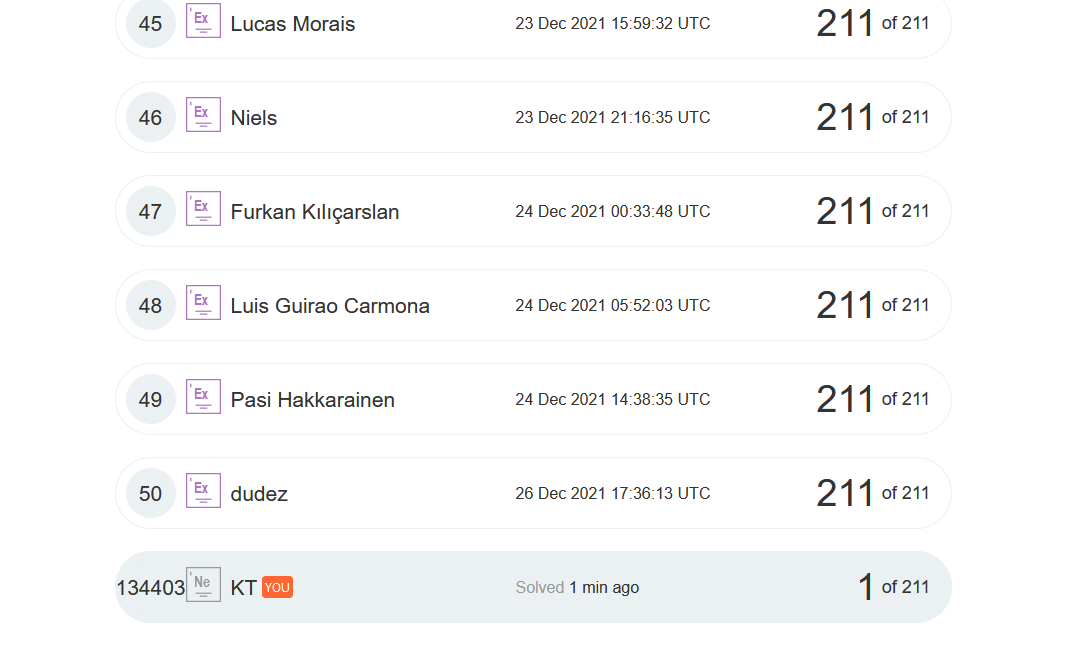 45 Ex Lucas Morais 23 Dec 2021 15:59:32 UTC 211 of 211
46 Ex Niels 23 Dec 2021 21:16:35 UTC 211 of 211
47 Ex Furkan Kılıçarslan 24 Dec 2021 00:33:48 UTC 211 of 211
48 Ex Luis Guirao Carmona 24 Dec 2021 05:52:03 UTC 211 of 211
49 Ex Pasi Hakkarainen 24 Dec 2021 14:38:35 UTC 211 of 211
50 Ex dudez 26 Dec 2021 17:36:13 UTC 211 of 211
134403 Ne KT YOU Solved 1 min ago 1 of 211